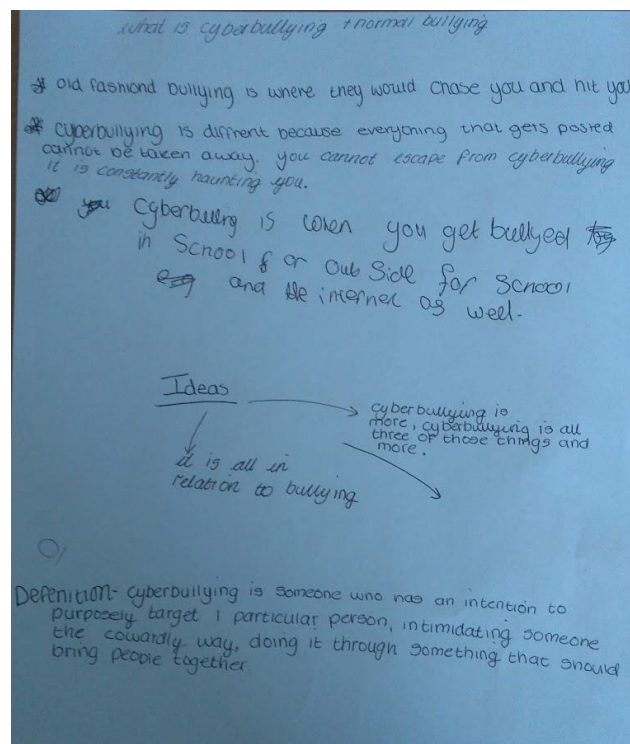 what is cyberbullying + normal bullying
* old fashiond bullying is where they would chase you and hit you
* cyberbullying is diffrent because everything that gets posted
cannot be taken away. you cannot escape from cyberbullying
it is constantly haunting you.
Cyberbulling is when you get bullyed
in School or out Side for School
and the internet as well.
Ideas
cyberbullying is
more, cyberbullying is all
three of those things and
more.
it is all in
relation to bullying
Defenition- cyberbullying is someone who has an intention to
purposely target 1 particular person, intimidating someone
the cowardly way, doing it through something that should
bring people together.